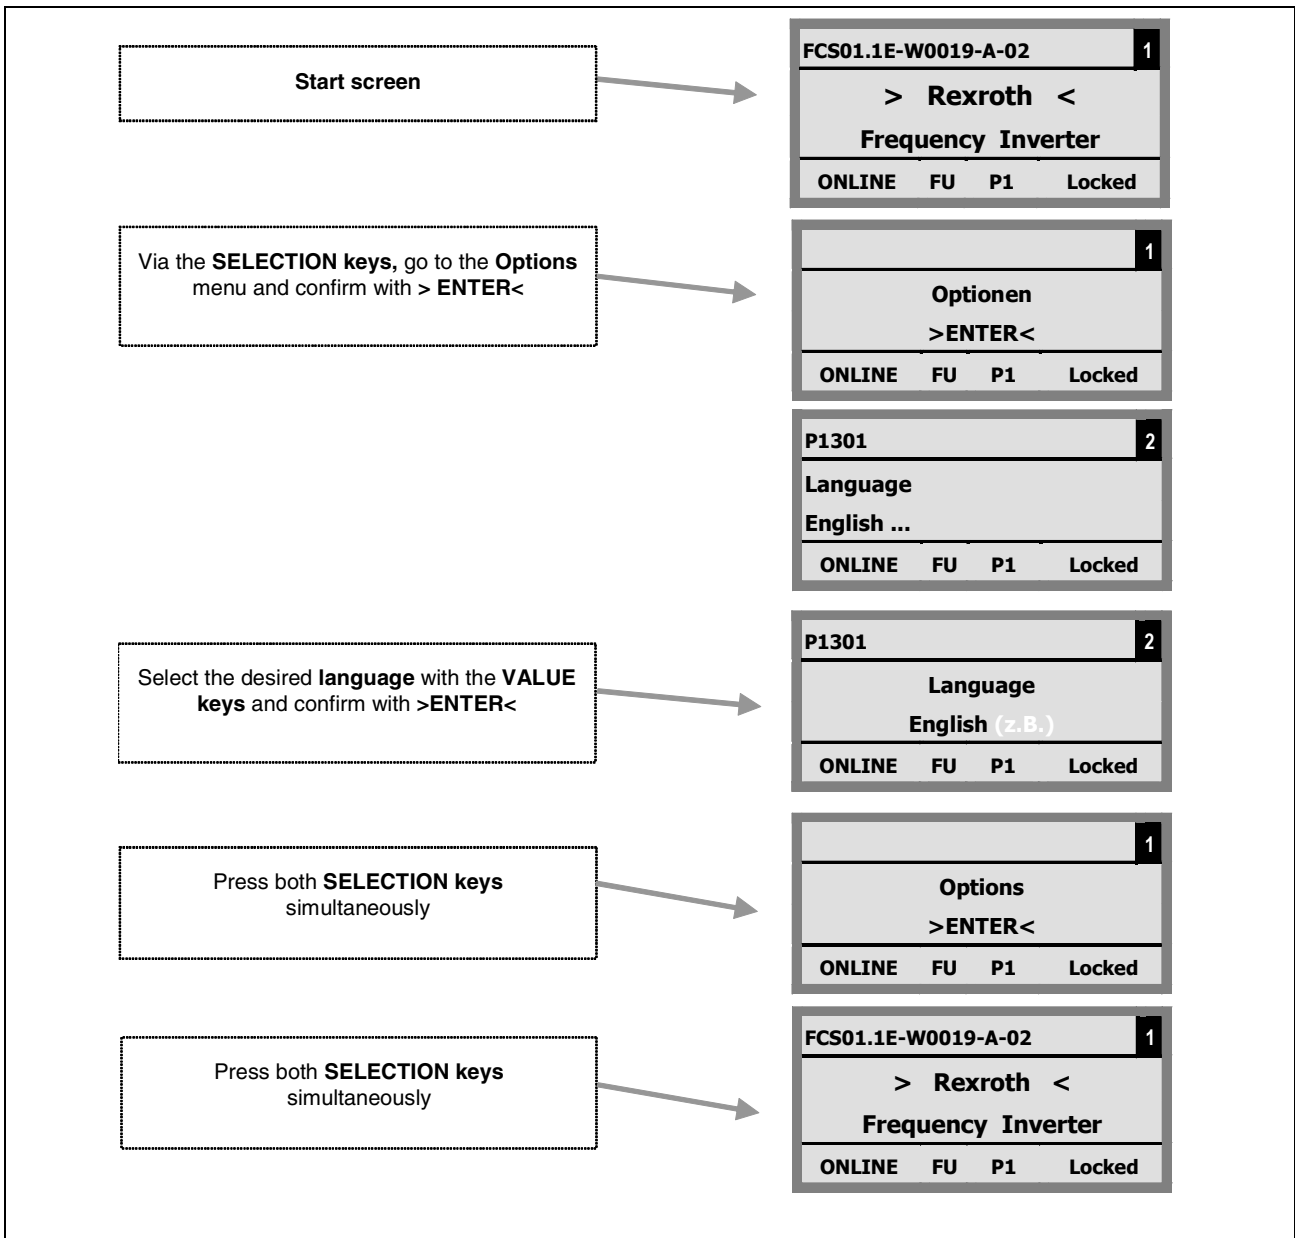 Start screen
FCS01.1E-W0019-A-02 1
> Rexroth <
Frequency Inverter
ONLINE FU P1 Locked
Via the SELECTION keys, go to the Options
menu and confirm with > ENTER<
1
Optionen
>ENTER<
ONLINE FU P1 Locked
P1301 2
Language
English ...
ONLINE FU P1 Locked
Select the desired language with the VALUE
keys and confirm with >ENTER<
P1301 2
Language
English (z.B.)
ONLINE FU P1 Locked
Press both SELECTION keys
simultaneously
1
Options
>ENTER<
ONLINE FU P1 Locked
Press both SELECTION keys
simultaneously
FCS01.1E-W0019-A-02 1
> Rexroth <
Frequency Inverter
ONLINE FU P1 Locked